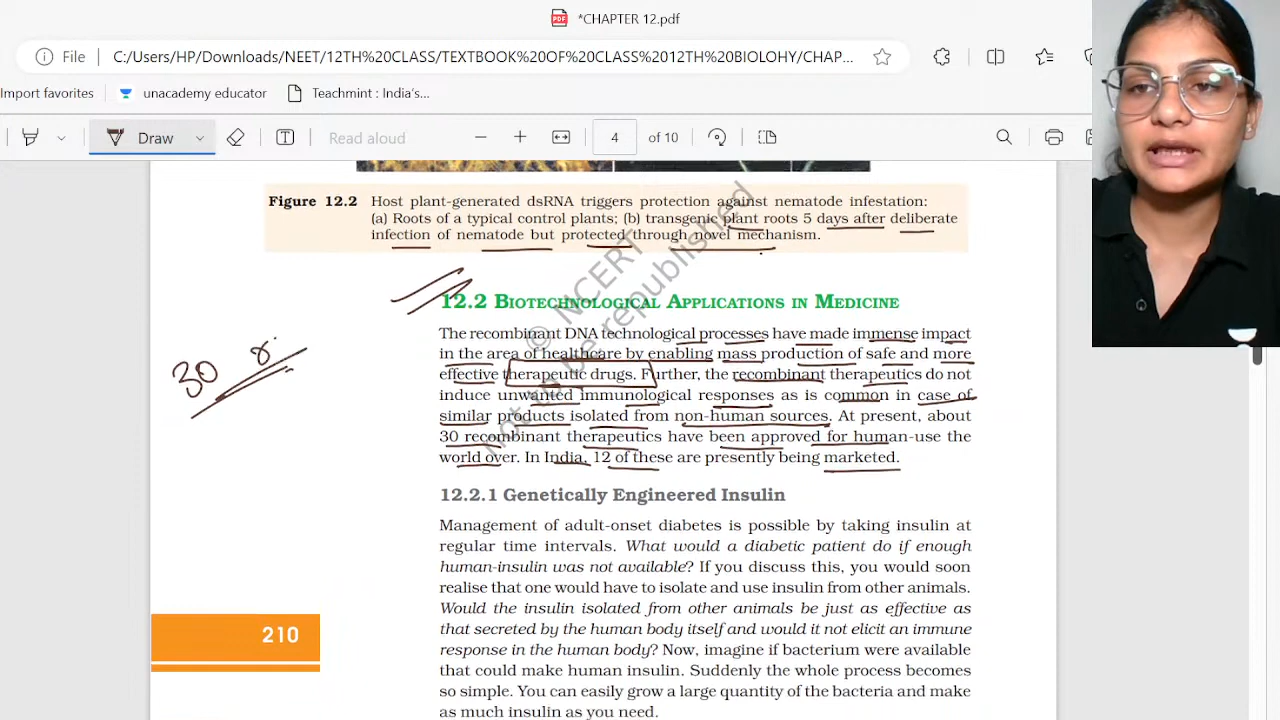 *CHAPTER 12.pdf
File C:/Users/HP/Downloads/NEET/12TH%20CLASS/TEXTBOOK%20OF%20CLASS%2012TH%20BIOLOHY/CHAP...
Import favorites unacademy educator Teachmint : India's...
Draw Read aloud 4 of 10
Figure 12.2 Host plant-generated dsRNA triggers protection against nematode infestation:
(a) Roots of a typical control plants; (b) transgenic plant roots 5 days after deliberate
infection of nematode but protected through novel mechanism.
12.2 BIOTECHNOLOGICAL APPLICATIONS IN MEDICINE
The recombinant DNA technological processes have made immense impact
in the area of healthcare by enabling mass production of safe and more
effective therapeutic drugs. Further, the recombinant therapeutics do not
induce unwanted immunological responses as is common in case of
similar products isolated from non-human sources. At present, about
30 recombinant therapeutics have been approved for human-use the
world over. In India, 12 of these are presently being marketed.
30 r
© NCERT
not to be republished
12.2.1 Genetically Engineered Insulin
Management of adult-onset diabetes is possible by taking insulin at
regular time intervals. What would a diabetic patient do if enough
human-insulin was not available? If you discuss this, you would soon
realise that one would have to isolate and use insulin from other animals.
Would the insulin isolated from other animals be just as effective as
that secreted by the human body itself and would it not elicit an immune
response in the human body? Now, imagine if bacterium were available
that could make human insulin. Suddenly the whole process becomes
so simple. You can easily grow a large quantity of the bacteria and make
as much insulin as you need.
210